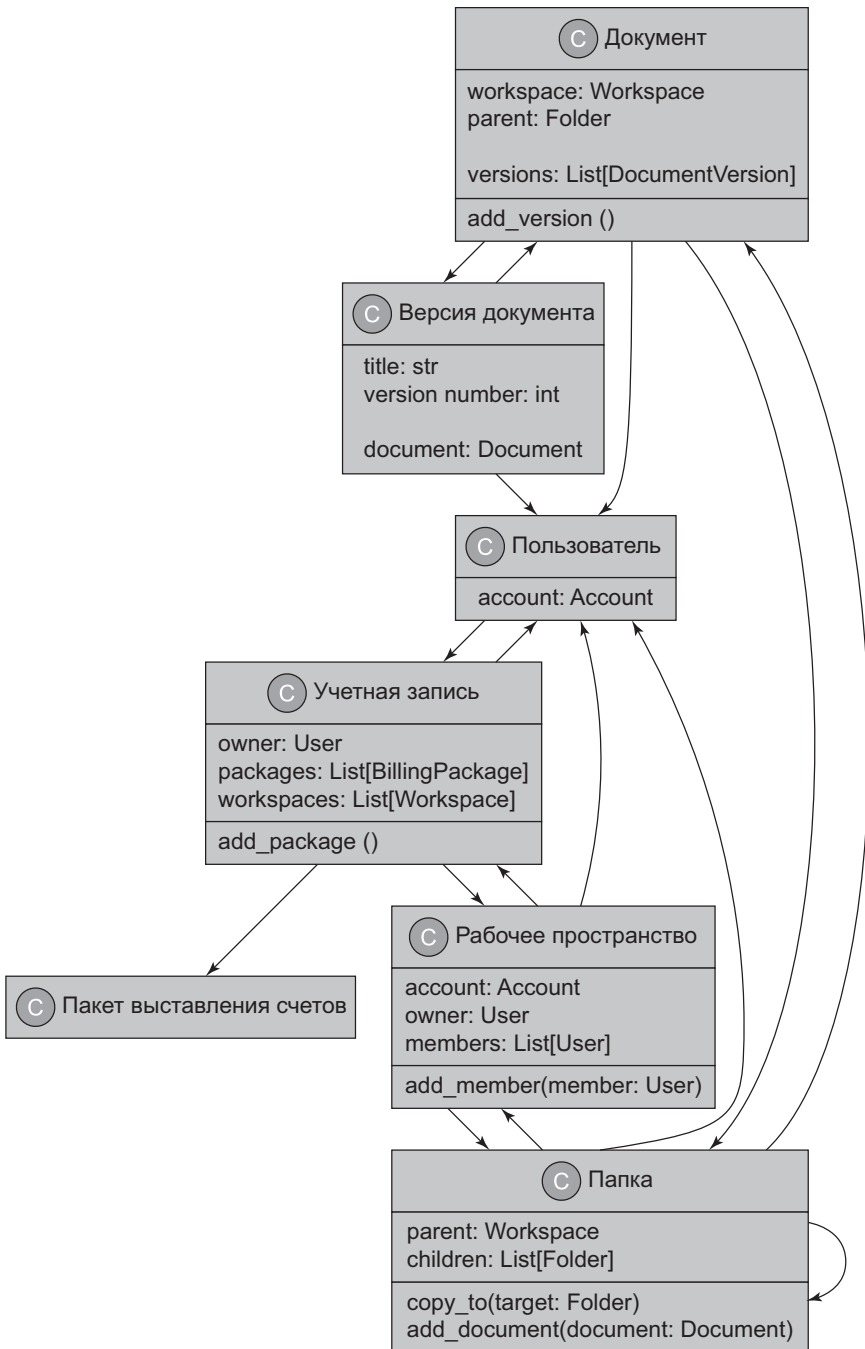 C Документ
workspace: Workspace
parent: Folder
versions: List[DocumentVersion]
add_version ()
C Версия документа
title: str
version number: int
document: Document
C Пользователь
account: Account
C Учетная запись
owner: User
packages: List[BillingPackage]
workspaces: List[Workspace]
add_package ()
C Рабочее пространство
account: Account
owner: User
members: List[User]
add_member(member: User)
C Пакет выставления счетов
C Папка
parent: Workspace
children: List[Folder]
copy_to(target: Folder)
add_document(document: Document)